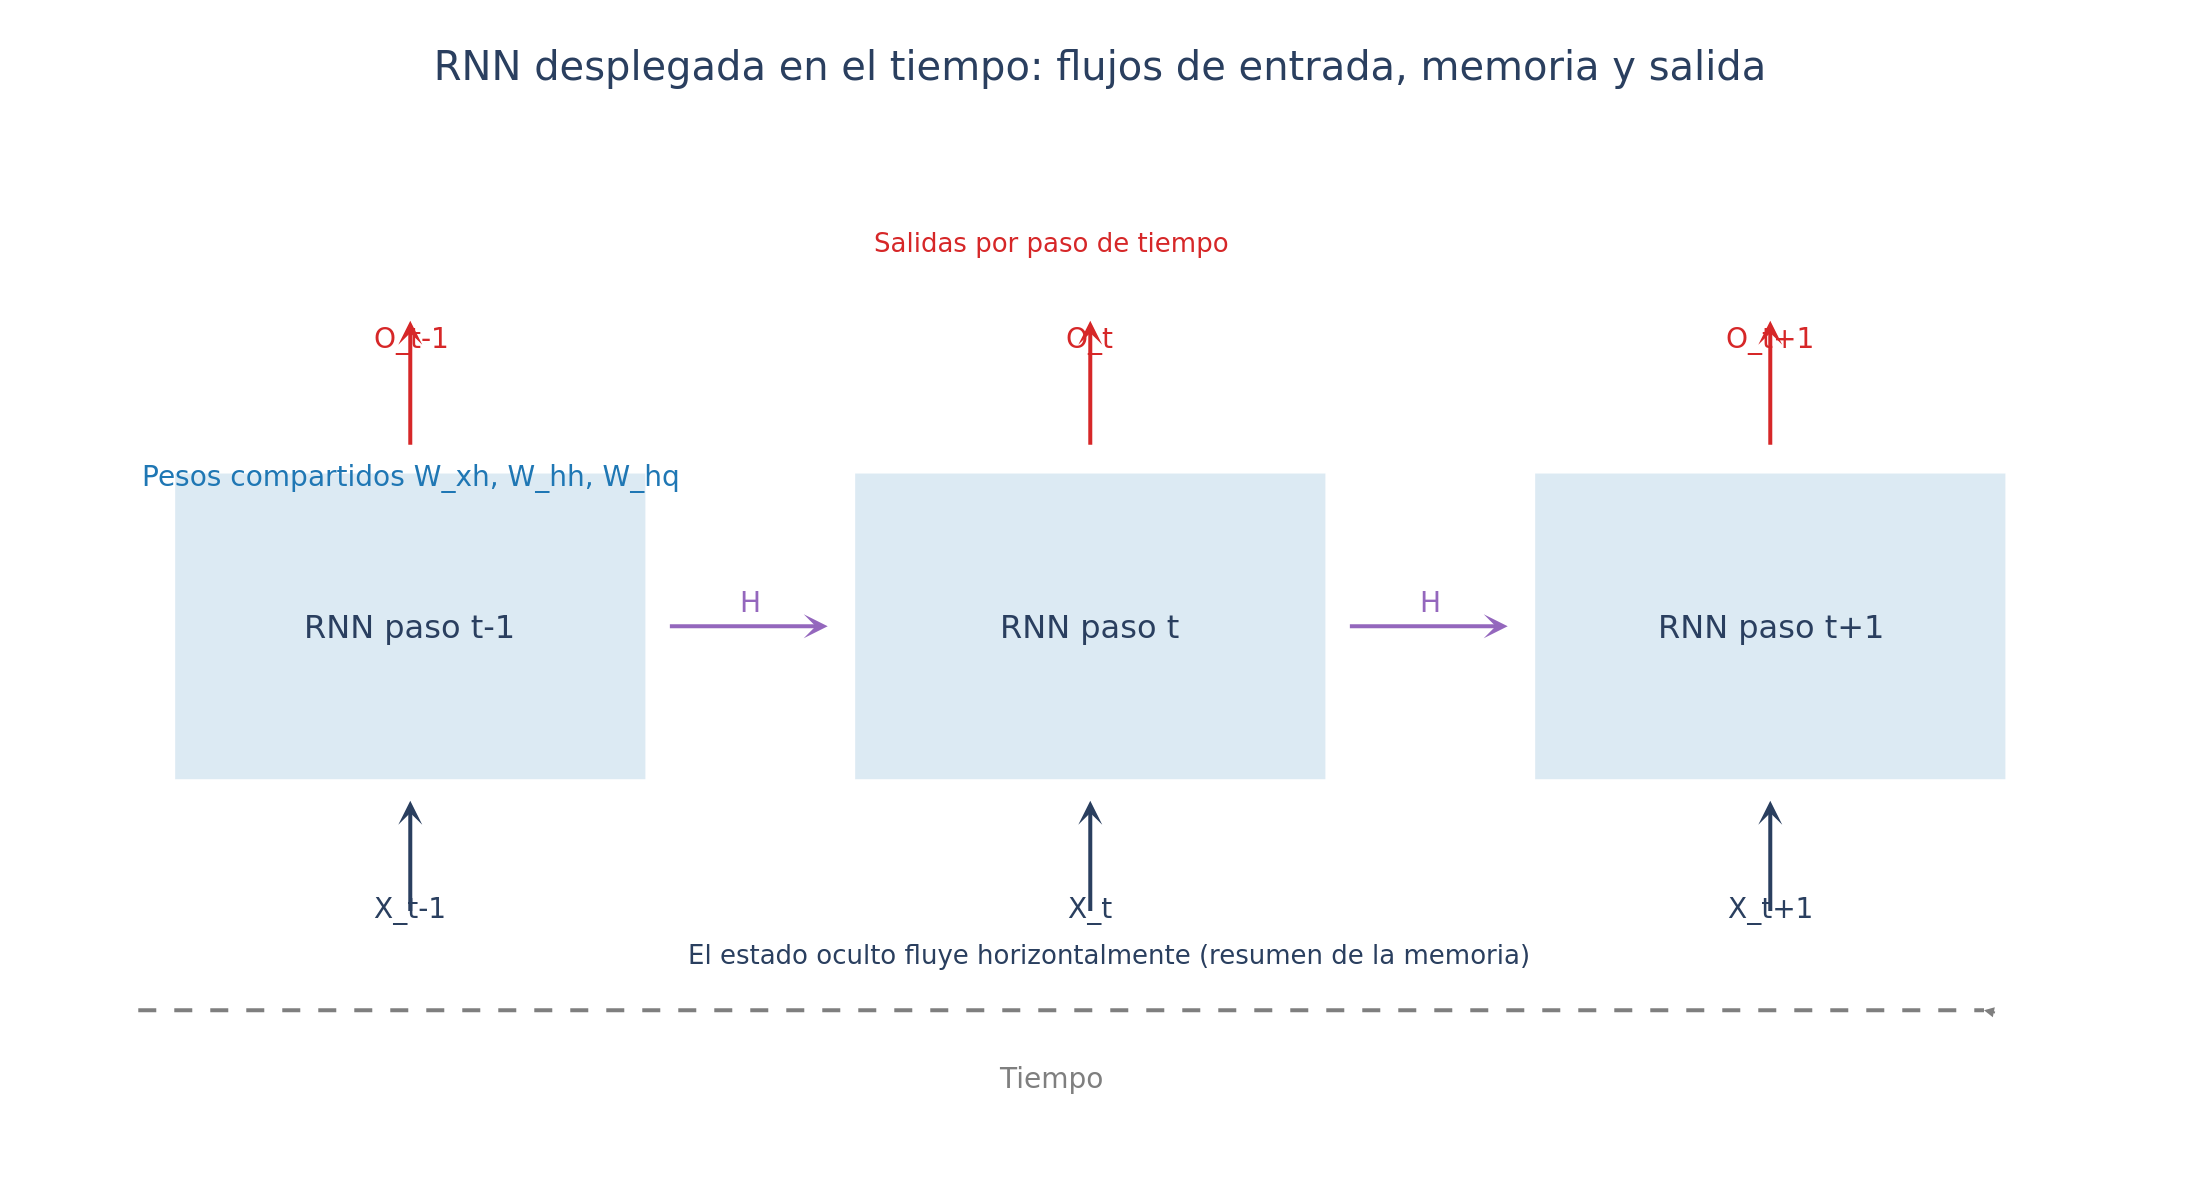 RNN desplegada en el tiempo: flujos de entrada, memoria y salida
Salidas por paso de tiempo
O_t-1
O_t
O_t+1
Pesos compartidos W_xh, W_hh, W_hq
H
H
RNN paso t-1
RNN paso t
RNN paso t+1
X_t-1
X_t
X_t+1
El estado oculto fluye horizontalmente (resumen de la memoria)
Tiempo